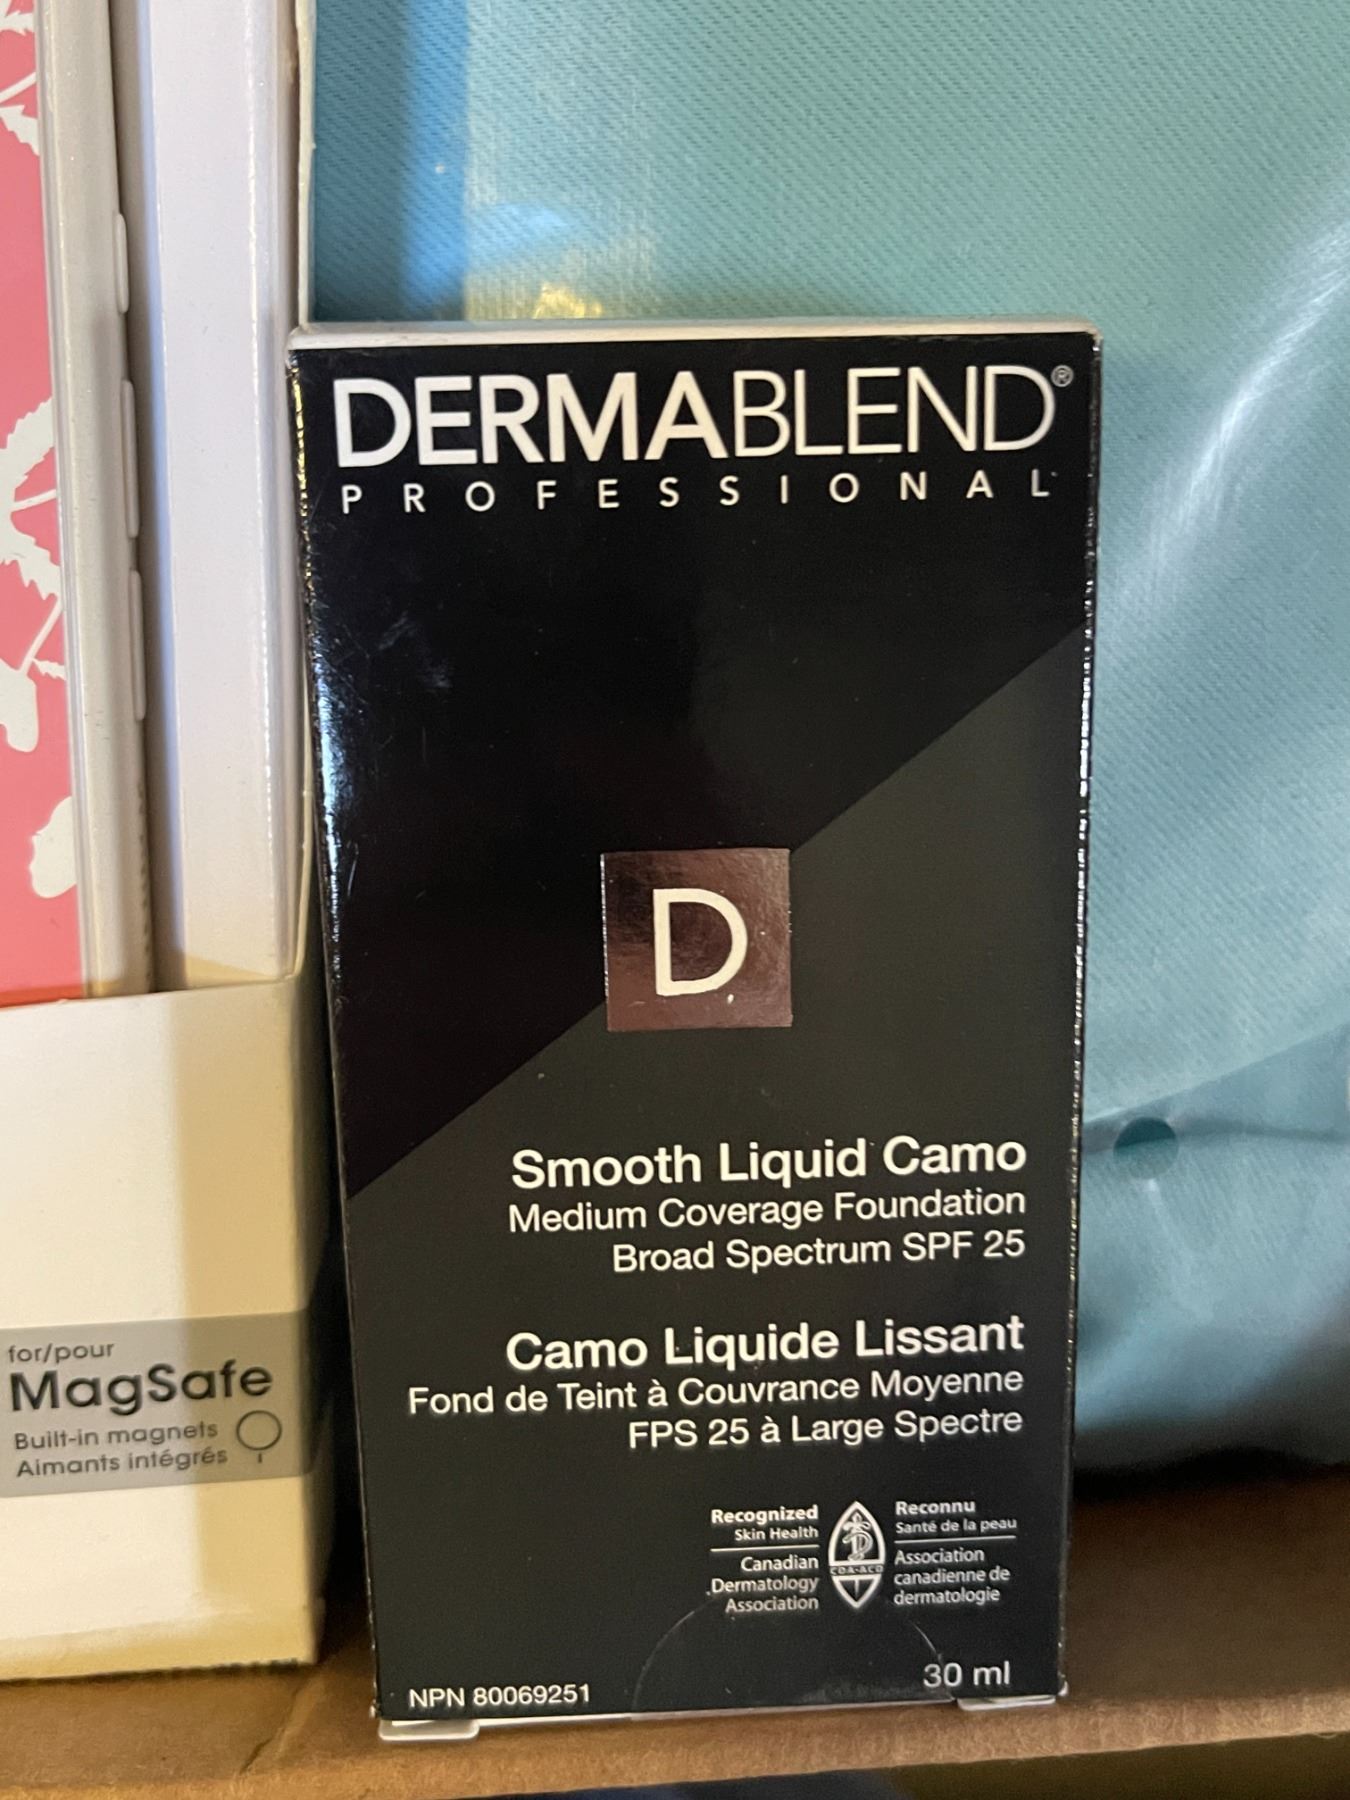 DERMABLEND®
PROFESSIONAL
D
Smooth Liquid Camo
Medium Coverage Foundation
Broad Spectrum SPF 25
Camo Liquide Lissant
Fond de Teint à Couvrance Moyenne
FPS 25 à Large Spectre
Recognized
Skin Health
Canadian
Dermatology
Association
CDA-ACD
Reconnu
Santé de la peau
Association
canadienne de
dermatologie
NPN 80069251
30 ml
for/pour
MagSafe
Built-in magnets
Aimants intégrés